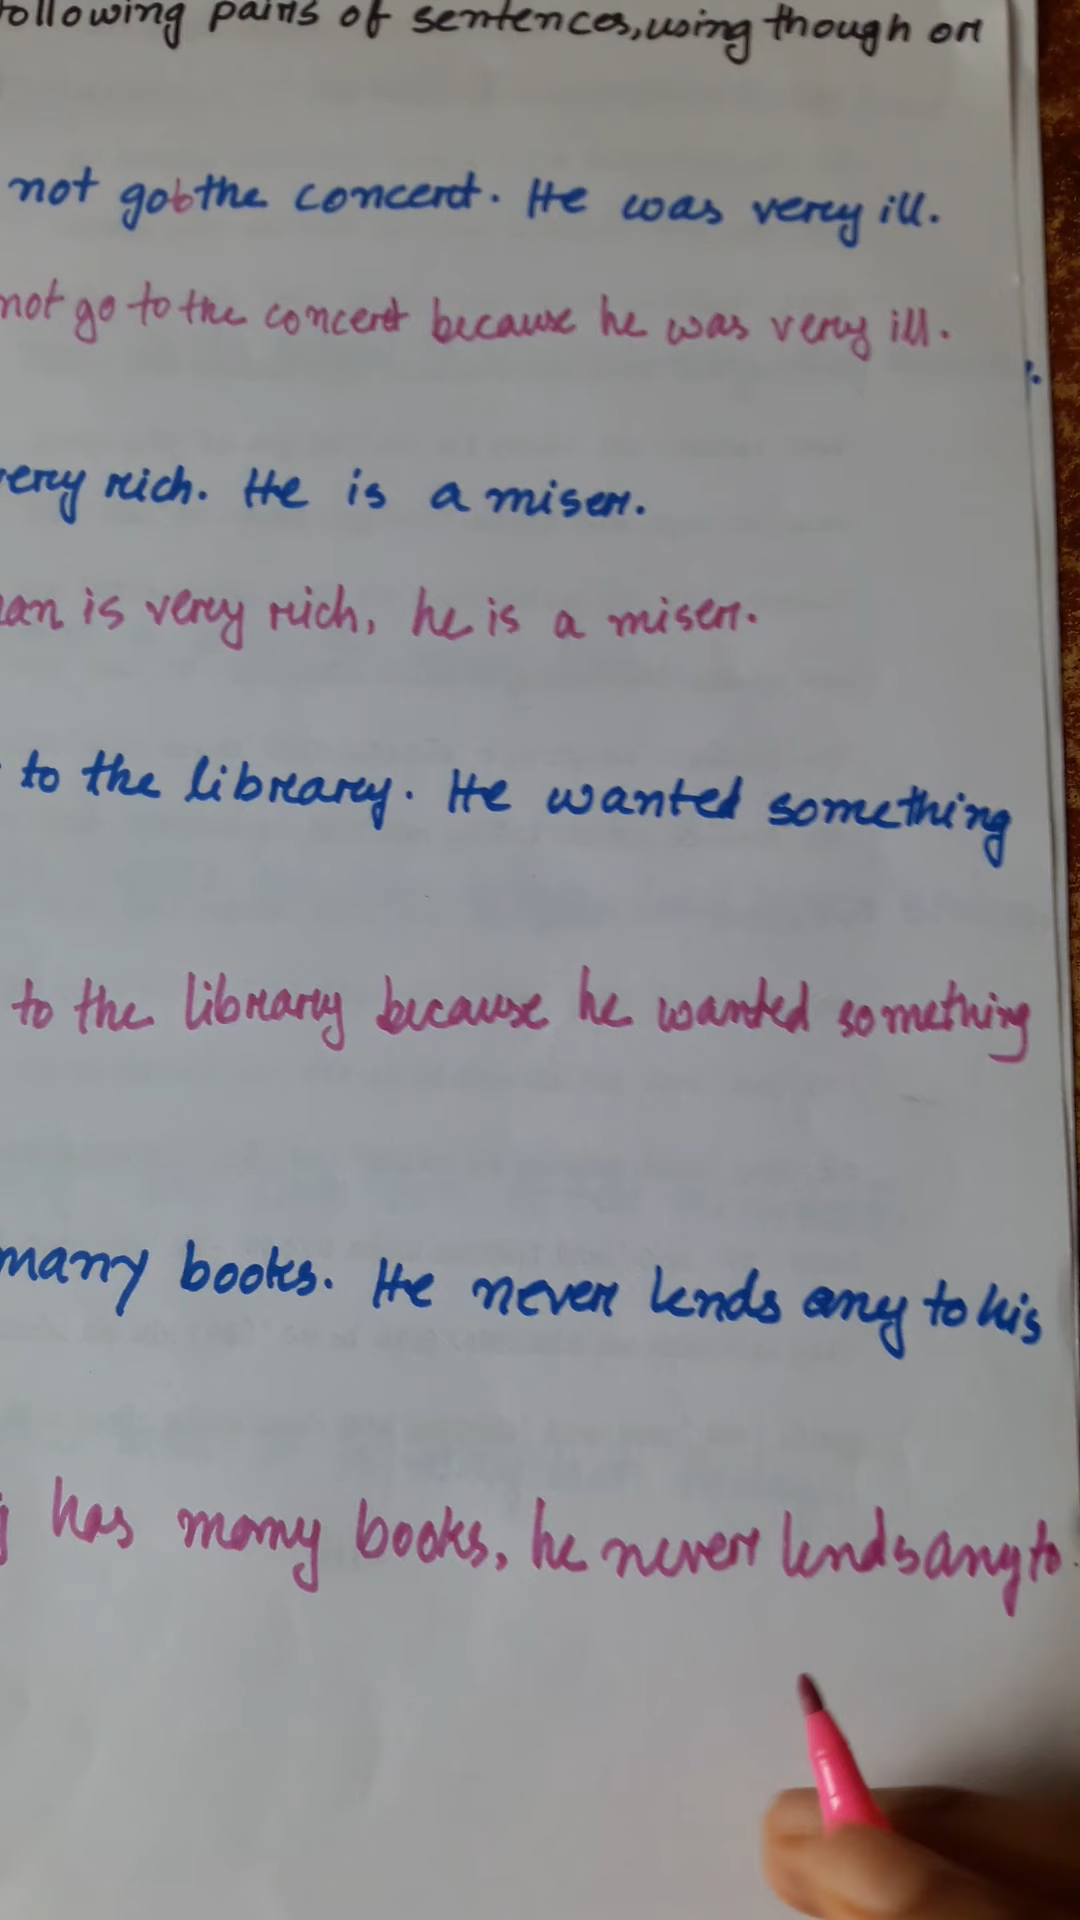 following pairs of sentences, using though or
not go to the concert. He was very ill.
not go to the concert because he was very ill.
very rich. He is a miser.
an is very rich, he is a miser.
to the library. He wanted something
to the library because he wanted something
many books. He never lends any to his
has many books, he never lends any to